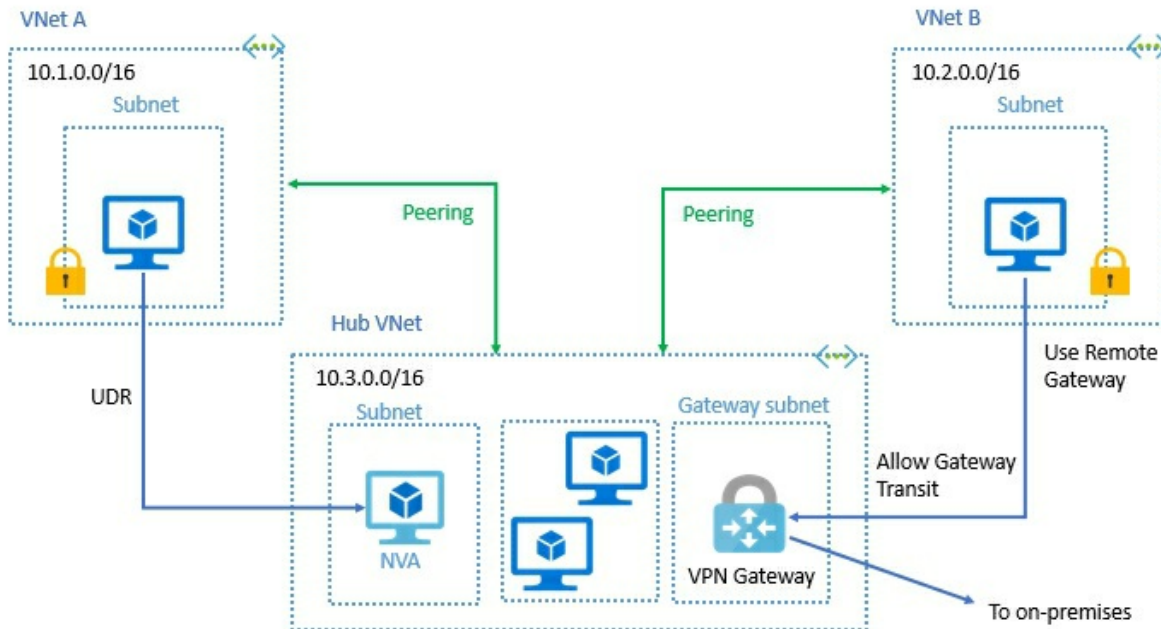 VNet A
VNet B
10.1.0.0/16
10.2.0.0/16
Subnet
Subnet
Peering
Peering
Hub VNet
Use Remote
Gateway
10.3.0.0/16
UDR
Subnet
Gateway subnet
Allow Gateway
Transit
NVA
VPN Gateway
To on-premises